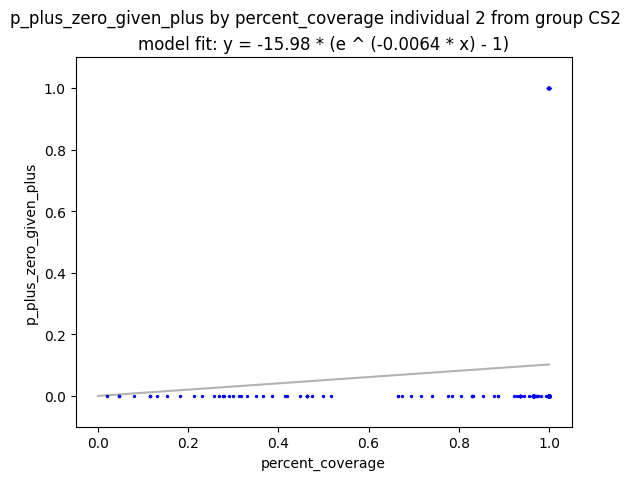 p_plus_zero_given_plus by percent_coverage individual 2 from group CS2
model fit: y = -15.98 * (e ^ (-0.0064 * x) - 1)
1.0
0.8
0.6
0.4
0.2
0.0
p_plus_zero_given_plus
0.0 0.2 0.4 0.6 0.8 1.0
percent_coverage